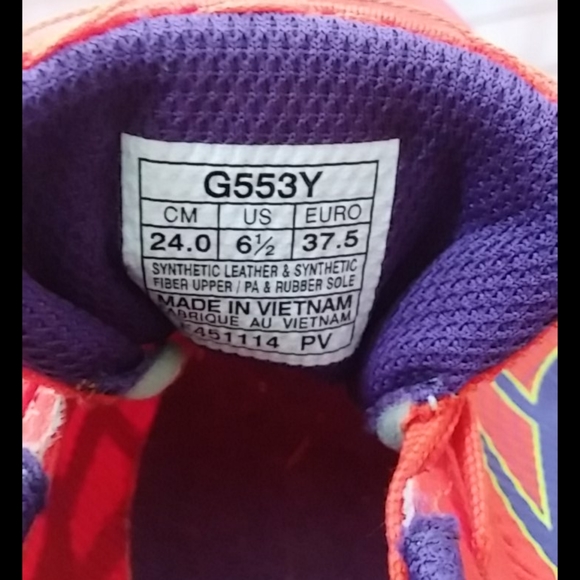 G553Y
CM US EURO
24.0 6½ 37.5
SYNTHETIC LEATHER & SYNTHETIC
FIBER UPPER / PA & RUBBER SOLE
MADE IN VIETNAM
FABRIQUE AU VIETNAM
451114 PV